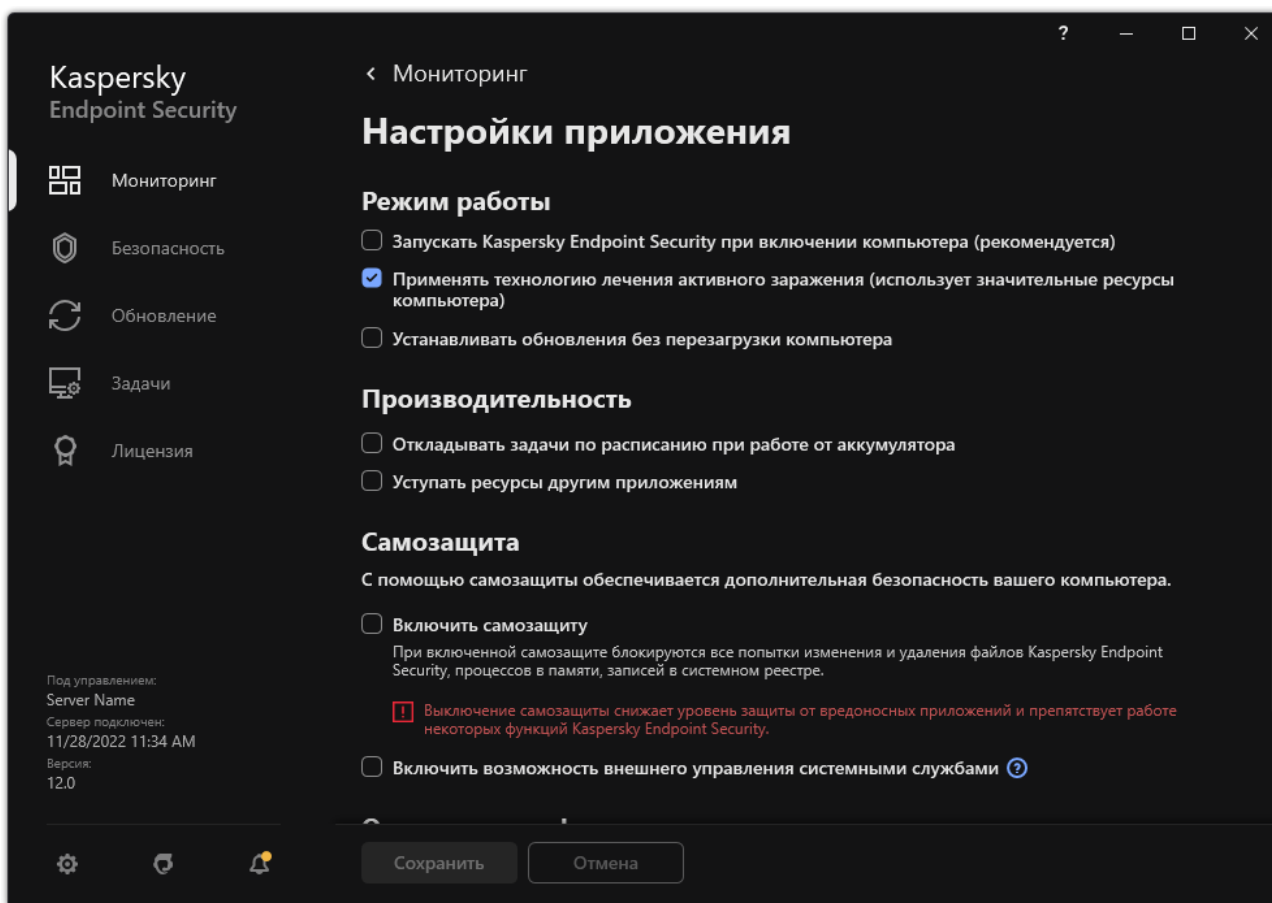 ?
Kaspersky
Endpoint Security
Мониторинг
Безопасность
Обновление
Задачи
Лицензия
Под управлением:
Server Name
Сервер подключен:
11/28/2022 11:34 AM
Версия:
12.0
Мониторинг
Настройки приложения
Режим работы
Запускать Kaspersky Endpoint Security при включении компьютера (рекомендуется)
Применять технологию лечения активного заражения (использует значительные ресурсы
компьютера)
Устанавливать обновления без перезагрузки компьютера
Производительность
Откладывать задачи по расписанию при работе от аккумулятора
Уступать ресурсы другим приложениям
Самозащита
С помощью самозащиты обеспечивается дополнительная безопасность вашего компьютера.
Включить самозащиту
При включенной самозащите блокируются все попытки изменения и удаления файлов Kaspersky Endpoint
Security, процессов в памяти, записей в системном реестре.
Выключение самозащиты снижает уровень защиты от вредоносных приложений и препятствует работе
некоторых функций Kaspersky Endpoint Security.
Включить возможность внешнего управления системными службами ?
Сохранить
Отмена